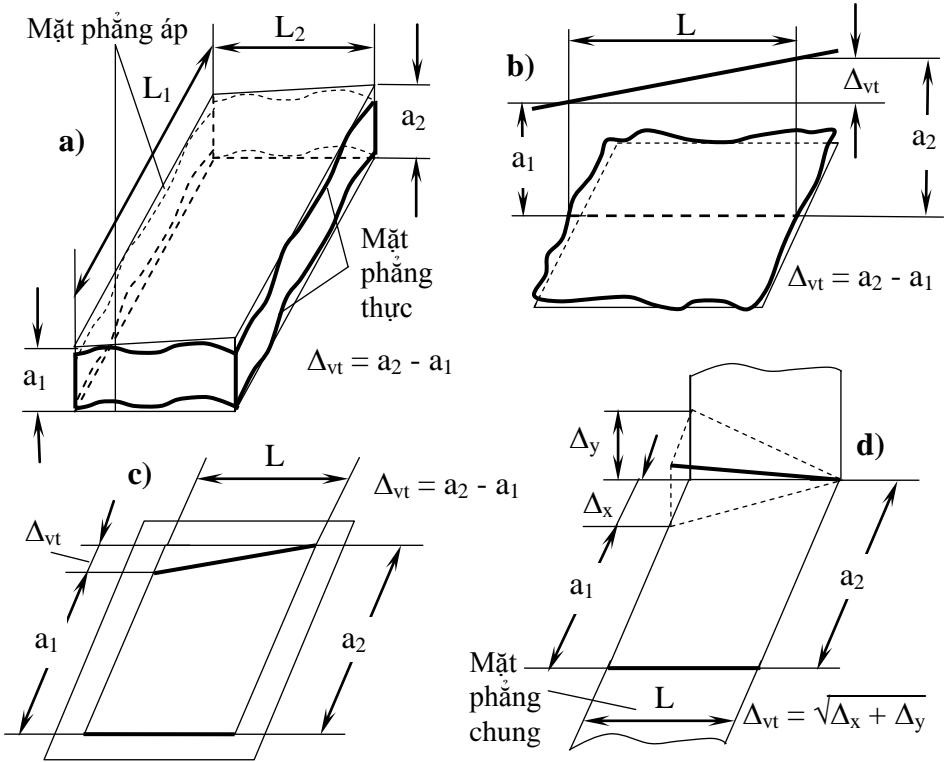 Mặt phẳng áp
L₂
L₁
a)
a₂
Mặt
phẳng
thực
a₁
Δvt = a₂ - a₁
b)
L
Δvt
a₁
a₂
Δvt = a₂ - a₁
c)
L
Δvt = a₂ - a₁
Δvt
a₁
a₂
d)
Δy
Δx
a₁
a₂
Mặt
phẳng
chung
L
Δvt = √Δx + Δy